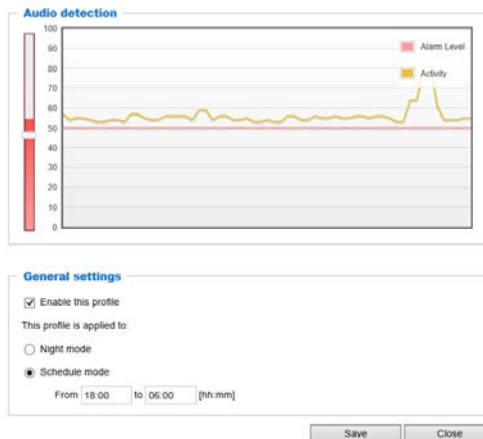 Audio detection
100
90
80
70
60
50
40
30
20
10
0
Alarm Level
Activity
General settings
Enable this profile
This profile is applied to:
Night mode
Schedule mode
From 18:00 to 06:00 [hh:mm]
Save Close